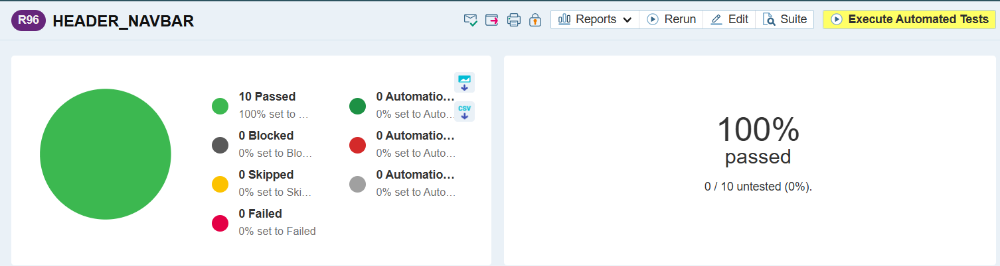 R96 HEADER_NAVBAR
Reports Rerun Edit Suite Execute Automated Tests
10 Passed
100% set to ...
0 Blocked
0% set to Blo...
0 Skipped
0% set to Ski...
0 Failed
0% set to Failed
0 Automatio...
0% set to Auto...
0 Automatio...
0% set to Auto...
0 Automatio...
0% set to Auto...
CSV
100%
passed
0 / 10 untested (0%).